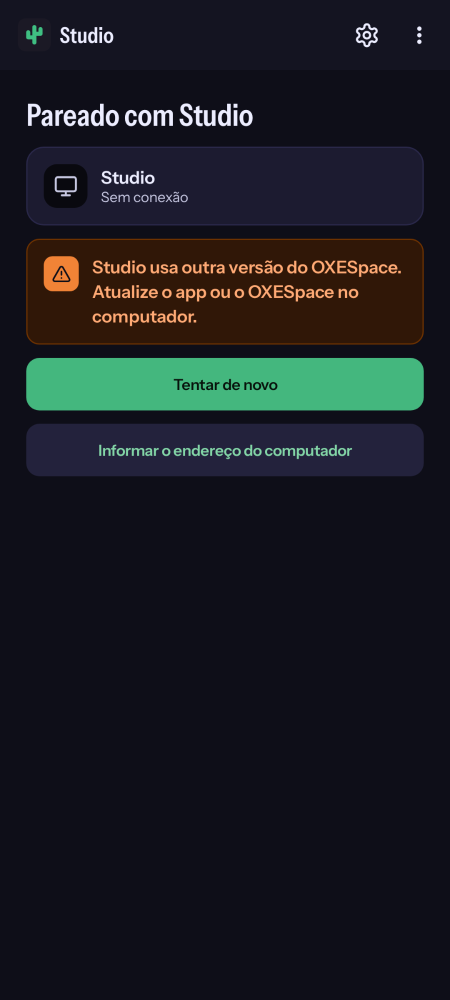 Studio
Pareado com Studio
Studio
Sem conexão
Studio usa outra versão do OXESpace.
Atualize o app ou o OXESpace no
computador.
Tentar de novo
Informar o endereço do computador